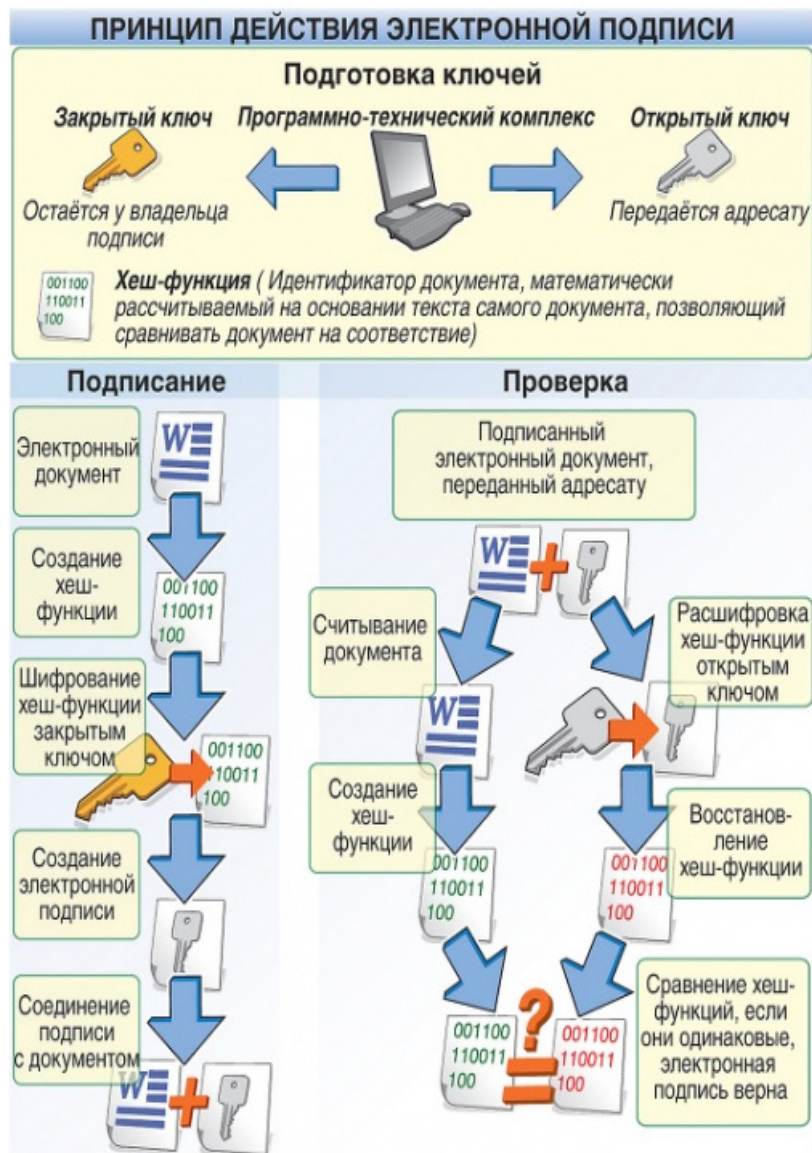 ПРИНЦИП ДЕЙСТВИЯ ЭЛЕКТРОННОЙ ПОДПИСИ
Подготовка ключей
Закрытый ключ
Программно-технический комплекс
Открытый ключ
Остаётся у владельца
подписи
Передаётся адресату
001100
110011
100
Хеш-функция ( Идентификатор документа, математически
рассчитываемый на основании текста самого документа, позволяющий
сравнивать документ на соответствие)
Подписание
Электронный
документ
W
Создание
хеш-
функции
001100
110011
100
Шифрование
хеш-функции
закрытым
ключом
001100
10011
100
Создание
электронной
подписи
Соединение
подписи
с документом
W
+
Проверка
Подписанный
электронный документ,
переданный адресату
W
+
Считывание
документа
Расшифровка
хеш-функции
открытым
ключом
W
Создание
хеш-
функции
Восстанов-
ление
хеш-функции
001100
110011
100
001100
110011
100
001100
110011
100
?
=
001100
110011
100
Сравнение хеш-
функций, если
они одинаковые,
электронная
подпись верна